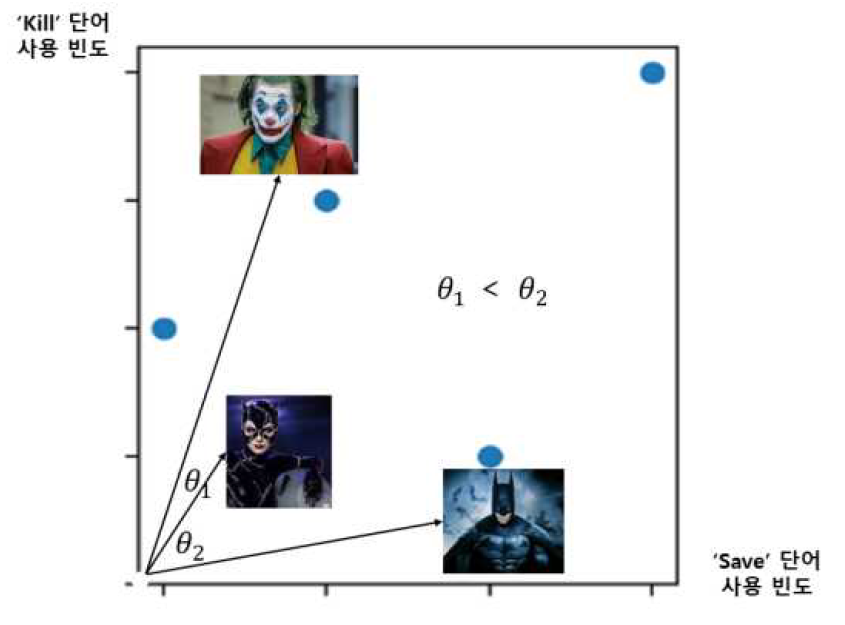 'Kill' 단어
사용 빈도
θ₁ < θ₂
θ₁
θ₂
'Save' 단어
사용 빈도